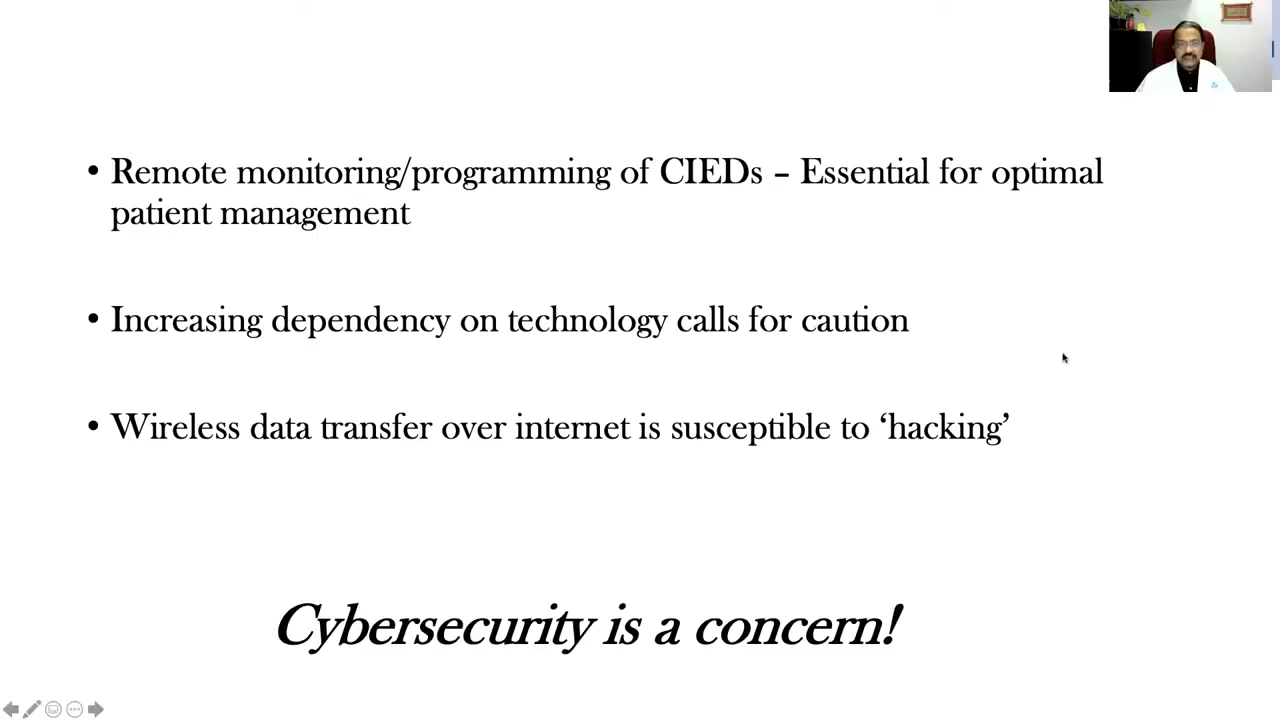 • Remote monitoring/programming of CIEDs – Essential for optimal
patient management
• Increasing dependency on technology calls for caution
• Wireless data transfer over internet is susceptible to ‘hacking’
Cybersecurity is a concern!